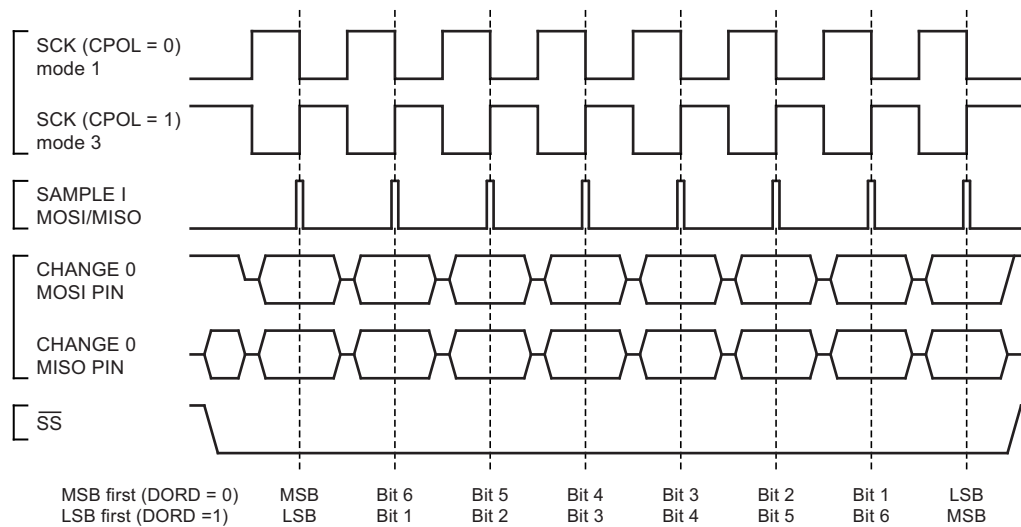 SCK (CPOL = 0)
mode 1
SCK (CPOL = 1)
mode 3
SAMPLE I
MOSI/MISO
CHANGE 0
MOSI PIN
CHANGE 0
MISO PIN
SS
MSB first (DORD = 0) MSB Bit 6 Bit 5 Bit 4 Bit 3 Bit 2 Bit 1 LSB
LSB first (DORD =1) LSB Bit 1 Bit 2 Bit 3 Bit 4 Bit 5 Bit 6 MSB